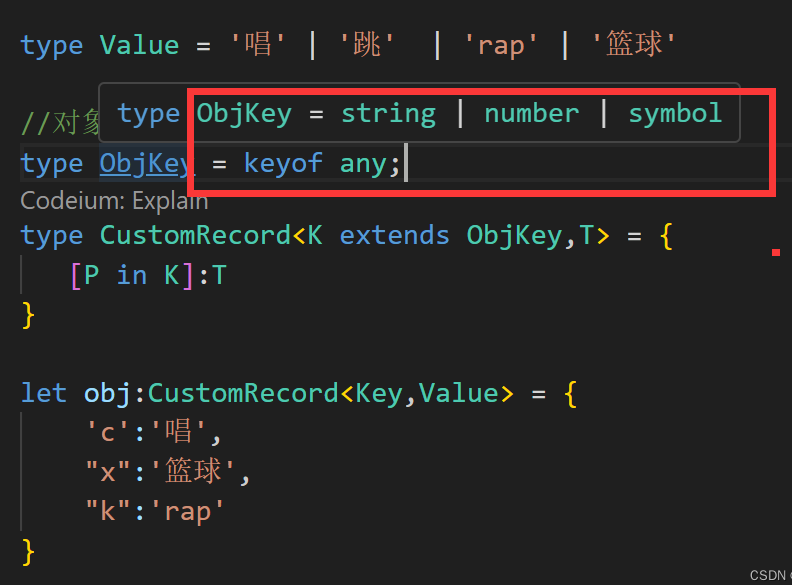 type Value = '唱' | '跳'  | 'rap' | '篮球'
//对象
type ObjKey = string | number | symbol
type ObjKey = keyof any;
Codeium: Explain
type CustomRecord<K extends ObjKey,T> = {
[P in K]:T
}
let obj:CustomRecord<Key,Value> = {
'c':'唱',
"x":'篮球',
"k":'rap'
}
CSDN